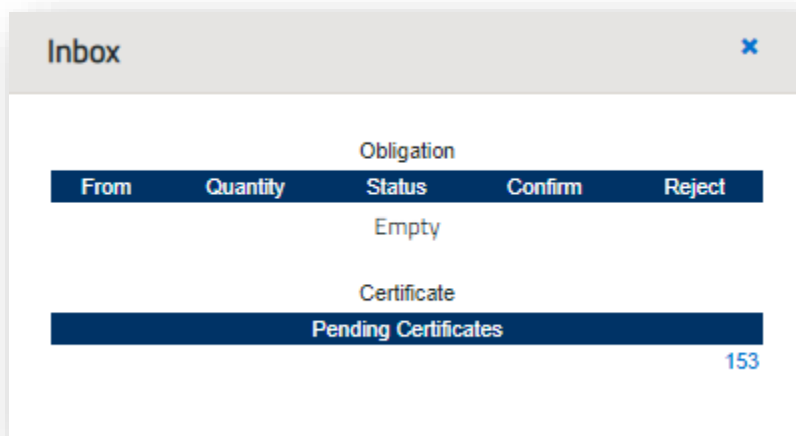 Inbox
Obligation
From Quantity Status Confirm Reject
Empty
Certificate
Pending Certificates
153